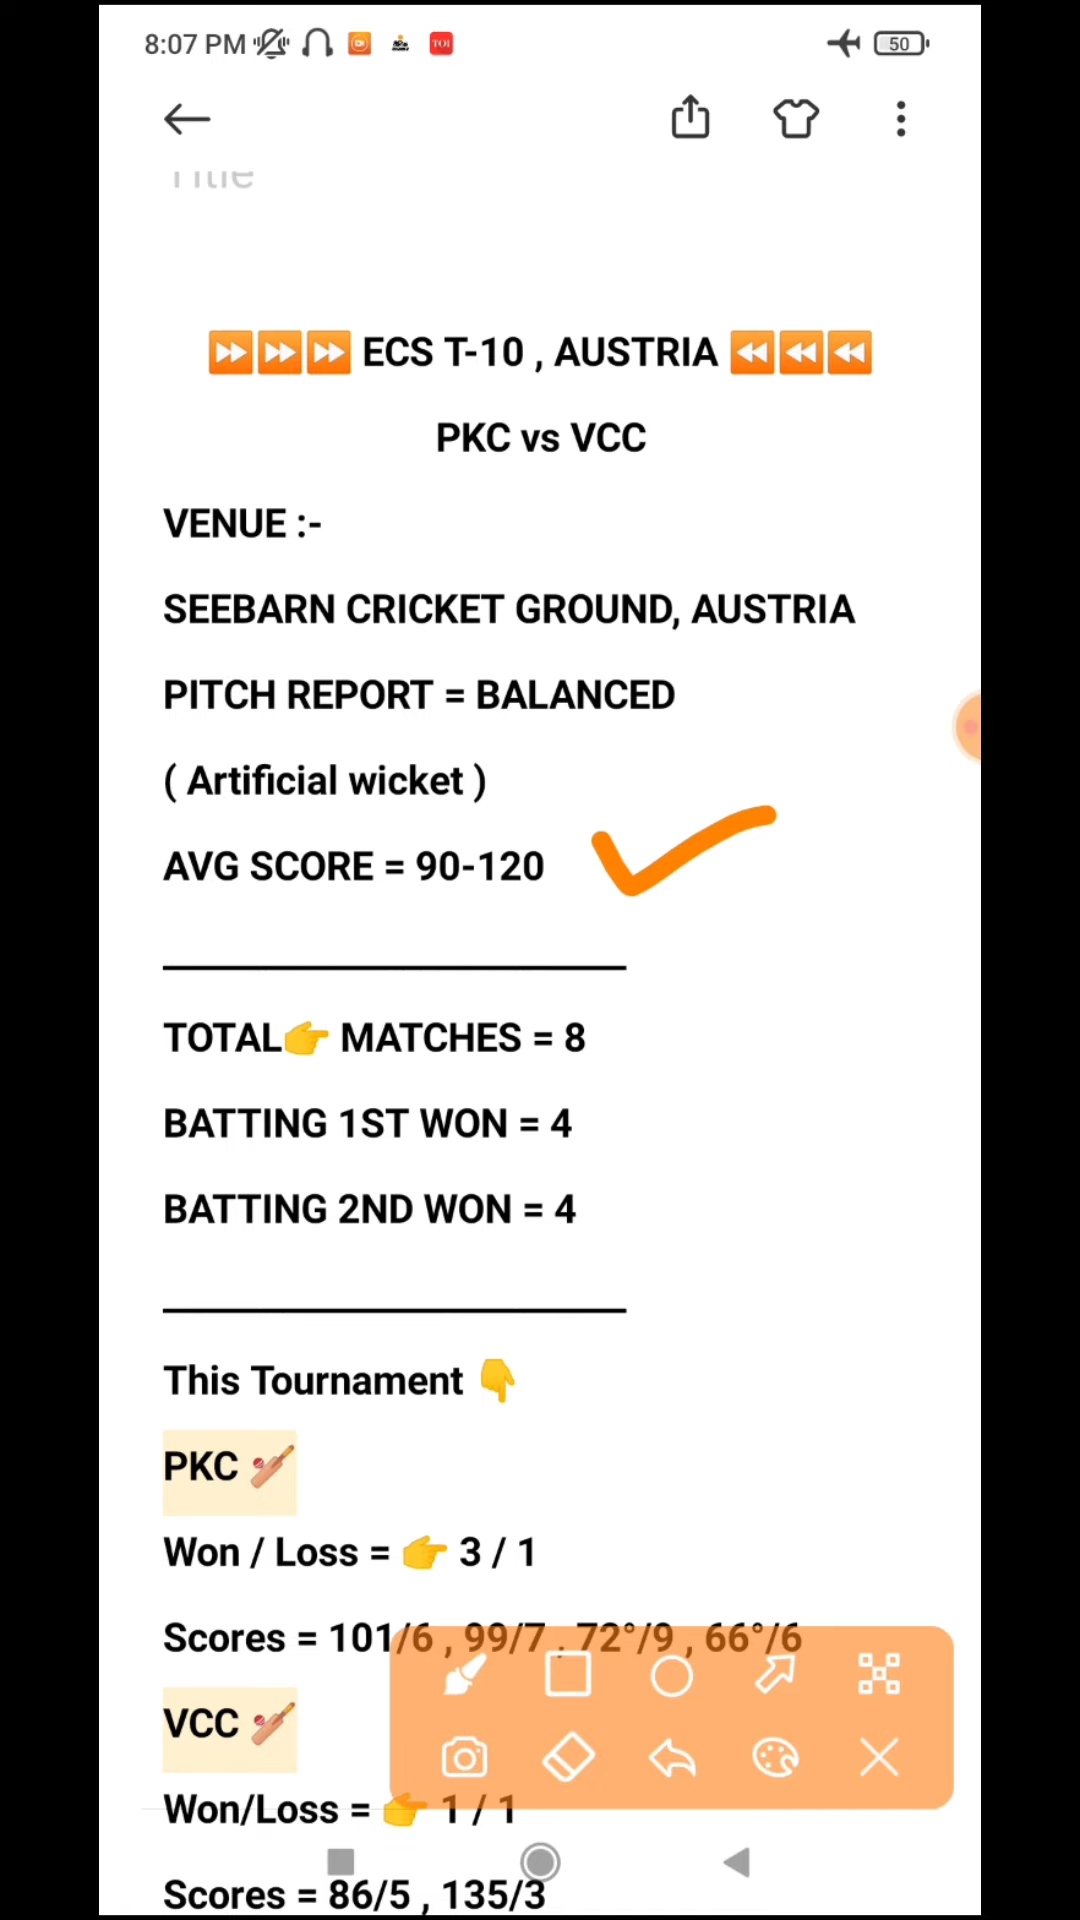 8:07 PM TOI 50
Title
⏩⏩⏩ ECS T-10 , AUSTRIA ⏪⏪⏪
PKC vs VCC
VENUE :-
SEEBARN CRICKET GROUND, AUSTRIA
PITCH REPORT = BALANCED
( Artificial wicket )
AVG SCORE = 90-120
TOTAL👉 MATCHES = 8
BATTING 1ST WON = 4
BATTING 2ND WON = 4
This Tournament 👇
PKC 🏏
Won / Loss = 👉 3 / 1
Scores = 101/6 , 99/7 , 72°/9 , 66°/6
VCC 🏏
Won/Loss = 👉 1 / 1
Scores = 86/5 , 135/3